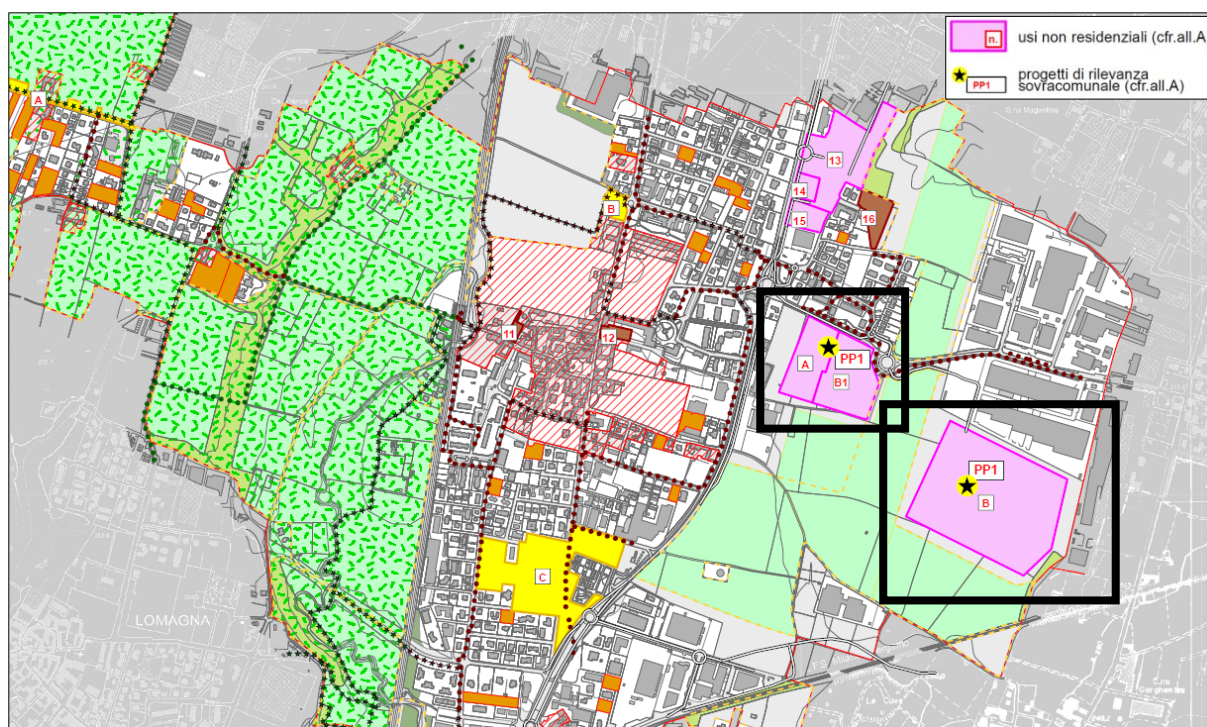 n.
usi non residenziali (cfr.all.A
PP1
progetti di rilevanza
sovracomunale (cfr.all.A)
A
13
14
B
15
16
11
12
PP1
A
B1
PP1
B
C
LOMAGNA